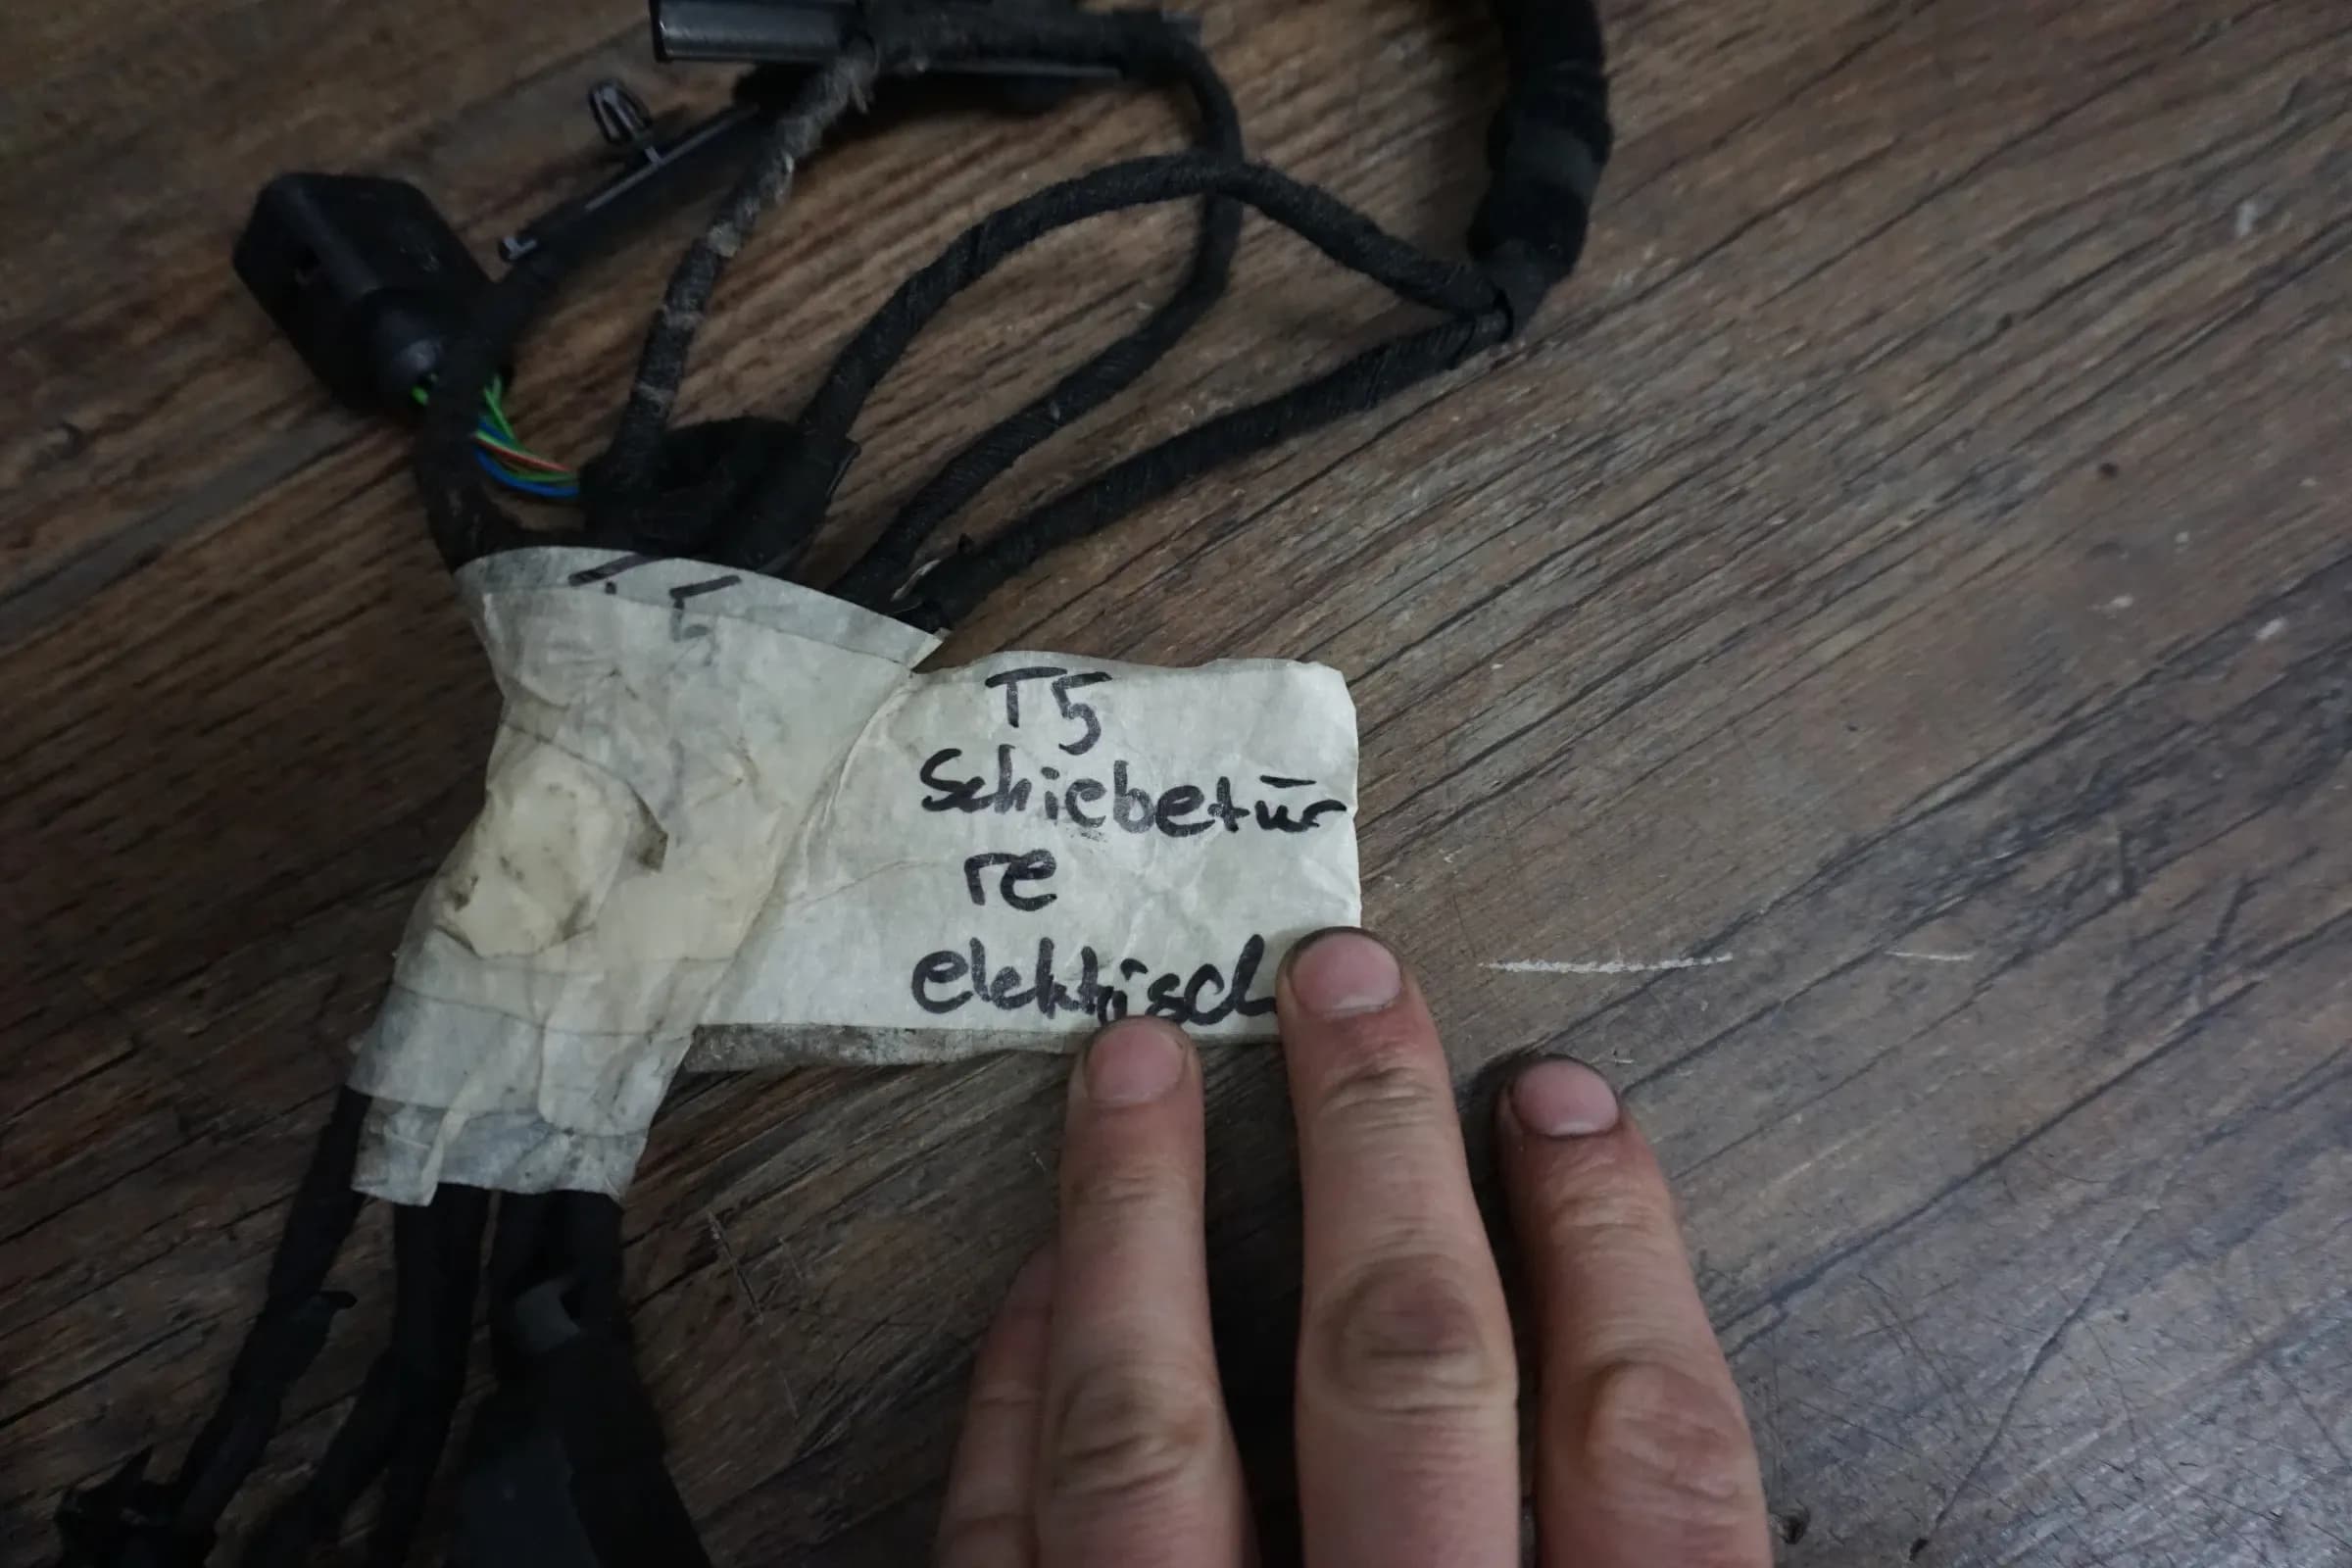 T5
Schiebetür
re
elektrisch